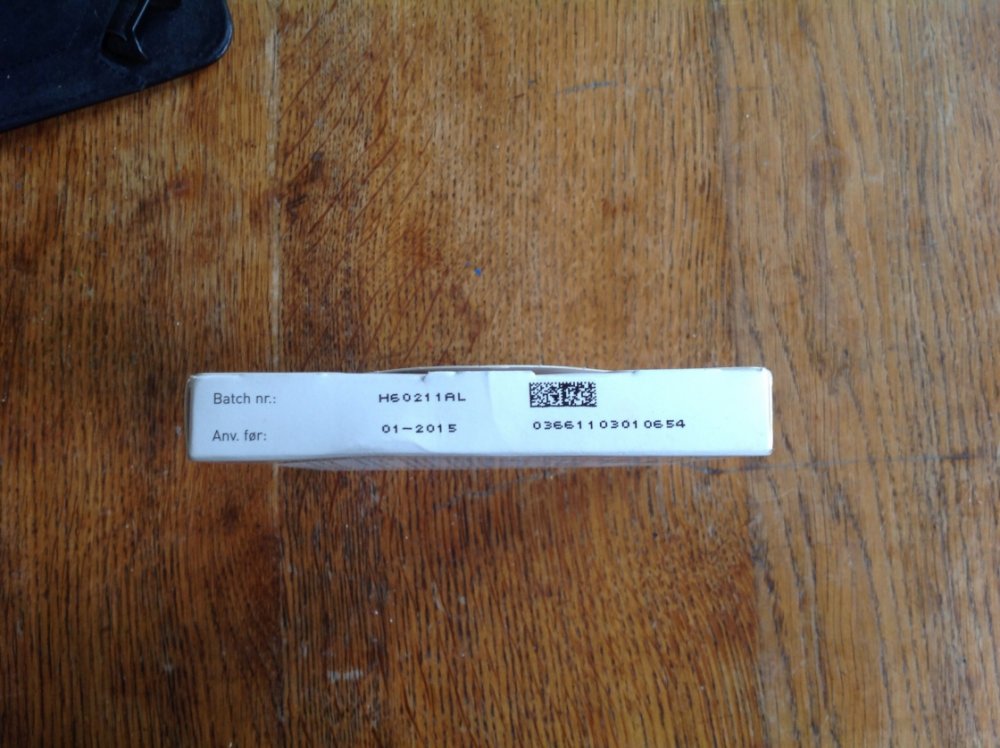 Batch nr.: H60211AL
Anv. før: 01-2015 03661103010654